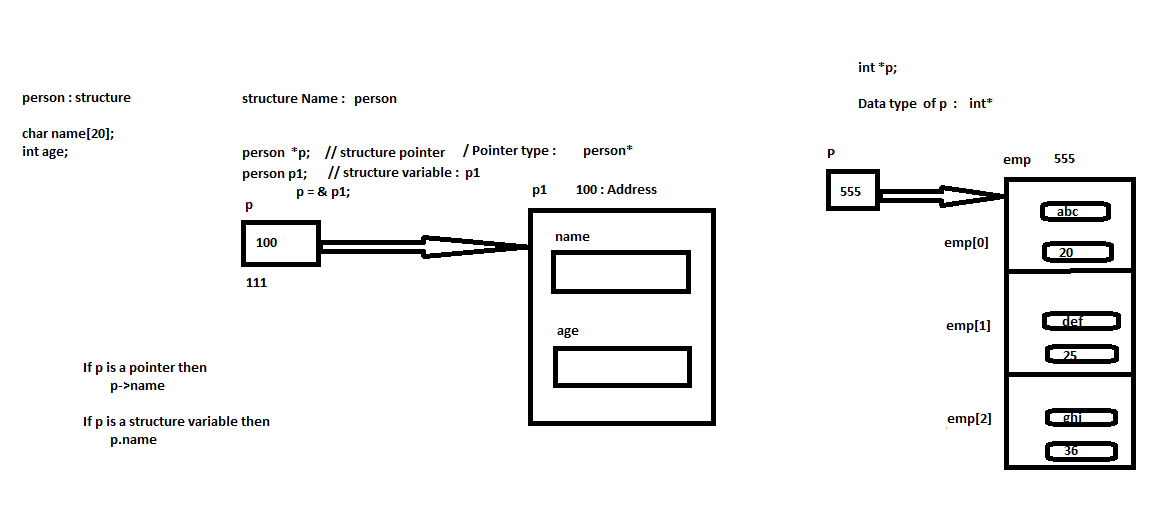 person : structure
char name[20];
int age;
structure Name : person
person *p; // structure pointer / Pointer type : person*
person p1; // structure variable : p1
p = & p1;
p
100
111
p1 100 : Address
name
age
If p is a pointer then
p->name
If p is a structure variable then
p.name
int *p;
Data type of p : int*
P
555
emp 555
emp[0]
abc
20
emp[1]
def
25
emp[2]
ghi
36